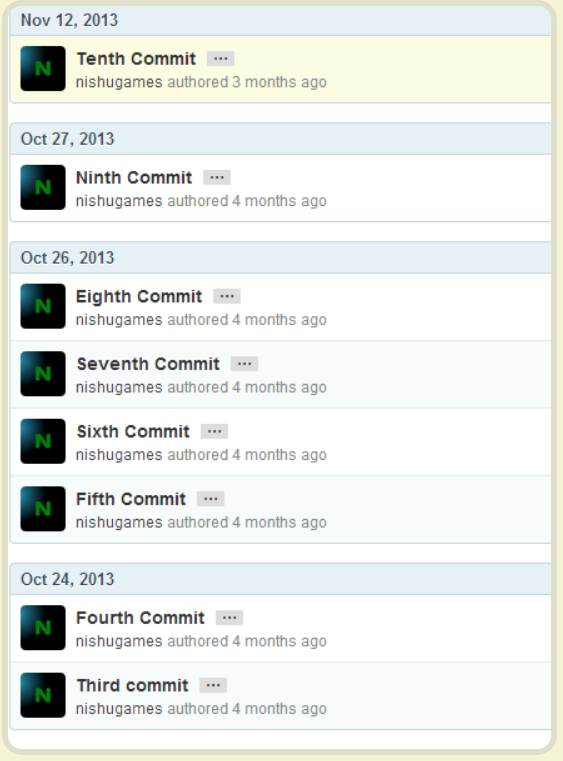 Nov 12, 2013
N
Tenth Commit ...
nishugames authored 3 months ago
Oct 27, 2013
N
Ninth Commit ...
nishugames authored 4 months ago
Oct 26, 2013
N
Eighth Commit ...
nishugames authored 4 months ago
N
Seventh Commit ...
nishugames authored 4 months ago
N
Sixth Commit ...
nishugames authored 4 months ago
N
Fifth Commit ...
nishugames authored 4 months ago
Oct 24, 2013
N
Fourth Commit ...
nishugames authored 4 months ago
N
Third commit ...
nishugames authored 4 months ago